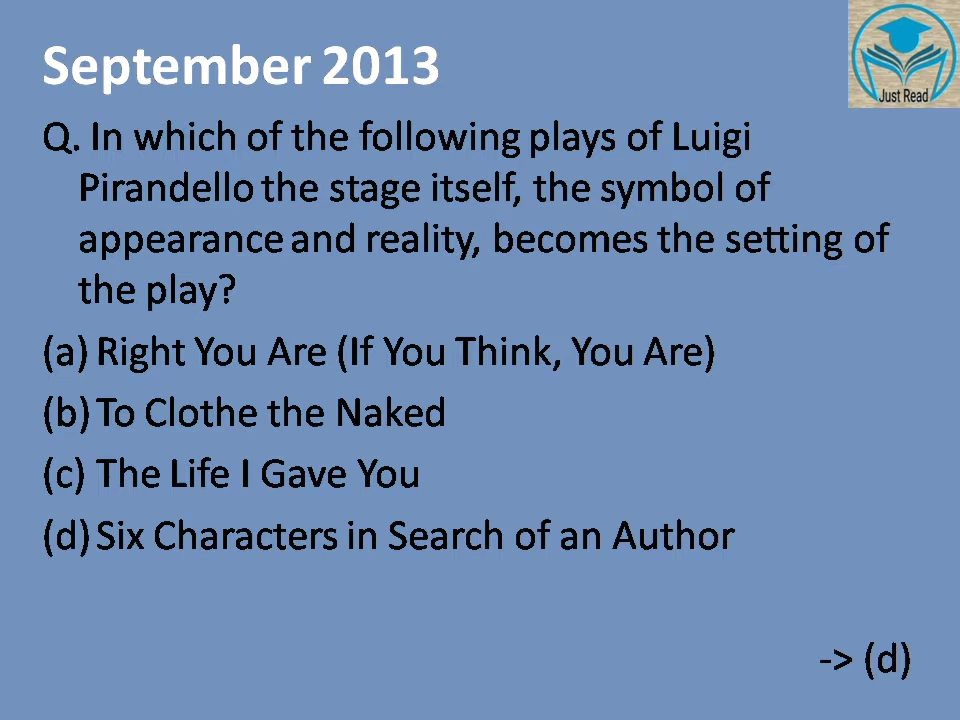 September 2013
Just Read
Q. In which of the following plays of Luigi
Pirandello the stage itself, the symbol of
appearance and reality, becomes the setting of
the play?
(a) Right You Are (If You Think, You Are)
(b) To Clothe the Naked
(c) The Life I Gave You
(d) Six Characters in Search of an Author
-> (d)